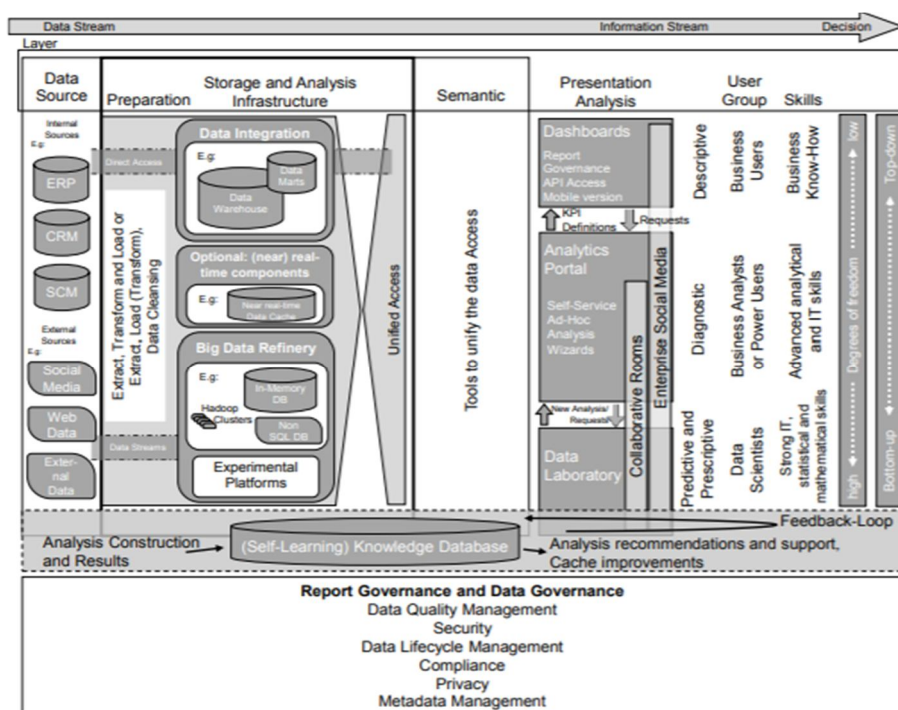 Data Stream
Information Stream
Decision
Layer
Data
Source
Preparation
Storage and Analysis
Infrastructure
Semantic
Presentation
Analysis
User
Group
Skills
Internal
Sources
E.g:
ERP
CRM
SCM
External
Sources
E.g:
Social
Media
Web
Data
Exter-
nal
Data
Direct Access
Extract, Transform and Load or
Extract, Load (Transform),
Data Cleansing
Data Streams
Data Integration
E.g:
Data
Marts
Data
Warehouse
Optional: (near) real-
time components
E.g:
Near real-time
Data Cache
Big Data Refinery
E.g:
In-Memory
DB
Hadoop
Clusters
Non
SQL DB
Experimental
Platforms
Unified Access
Tools to unify the data Access
Dashboards
Report
Governance
API Access
Mobile version
KPI
Definitions
Requests
Analytics
Portal
Self-Service
Ad-Hoc
Analysis
Wizards
New Analysis/
Requests
Data
Laboratory
Collaborative Rooms
Enterprise Social Media
Descriptive
Diagnostic
Predictive and
Prescriptive
Business
Users
Business Analysts
or Power Users
Data
Scientists
Business
Know-How
Advanced analytical
and IT skills
Strong IT,
statistical and
mathematical skills
low
Degrees of freedom
high
Top-down
Bottom-up
Feedback-Loop
Analysis Construction
and Results
(Self-Learning) Knowledge Database
Analysis recommendations and support,
Cache improvements
Report Governance and Data Governance
Data Quality Management
Security
Data Lifecycle Management
Compliance
Privacy
Metadata Management